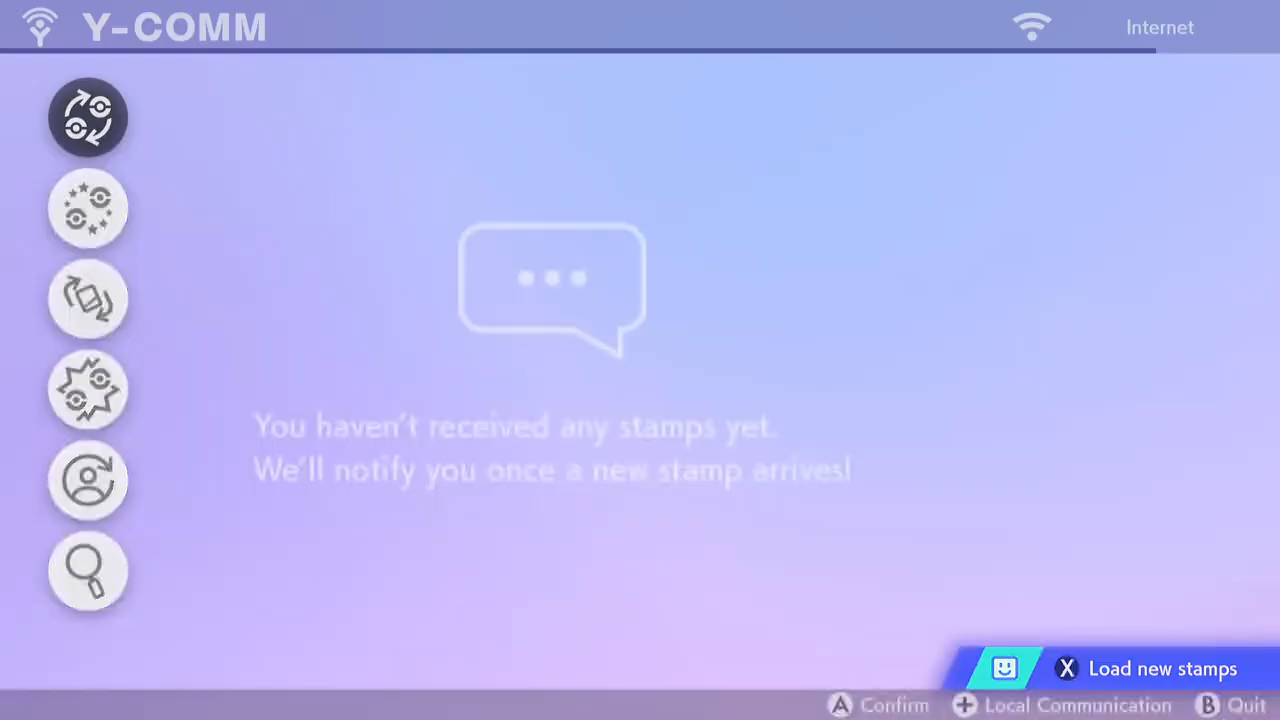 Y-COMM
Internet
You haven't received any stamps yet.
We'll notify you once a new stamp arrives!
X Load new stamps
A Confirm + Local Communication B Quit